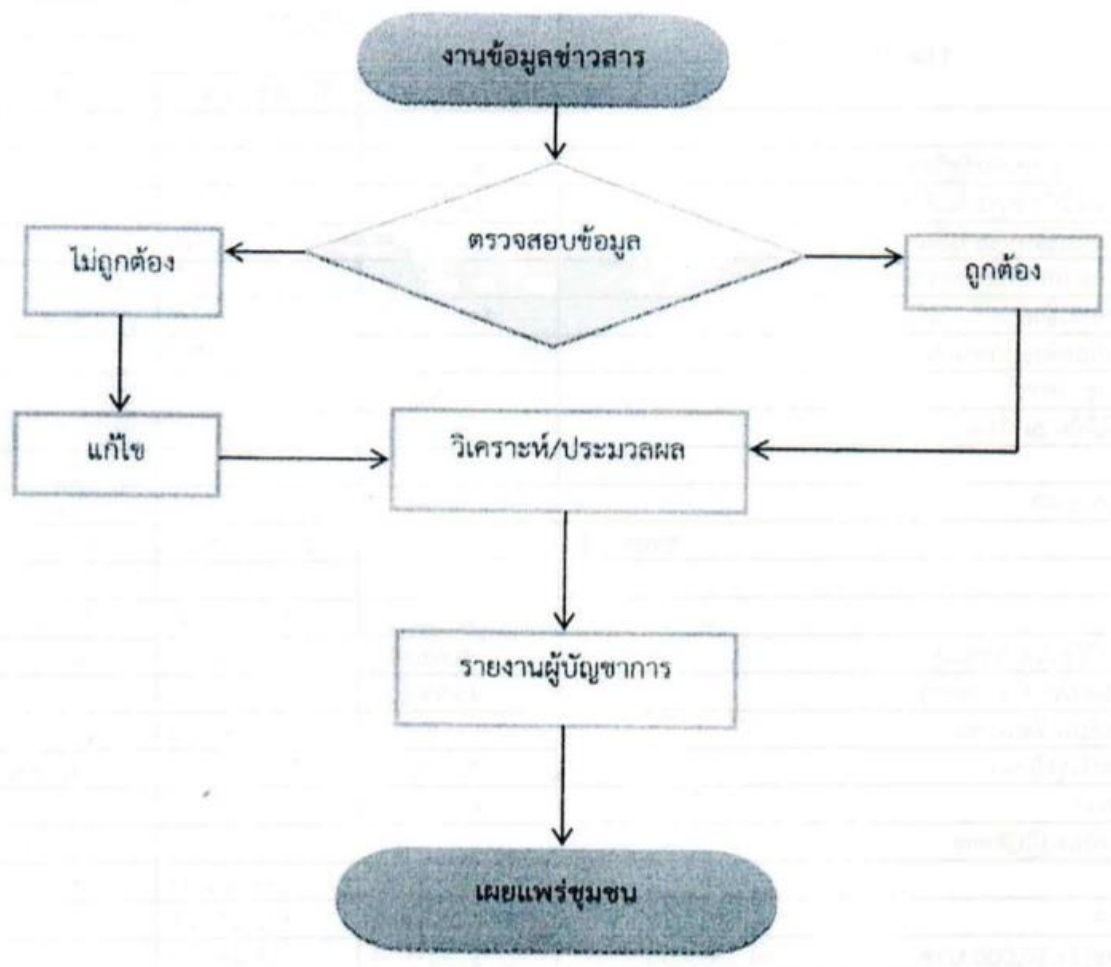 งานข้อมูลข่าวสาร
ตรวจสอบข้อมูล
ไม่ถูกต้อง
ถูกต้อง
แก้ไข
วิเคราะห์/ประมวลผล
รายงานผู้บัญชาการ
เผยแพร่ชุมชน